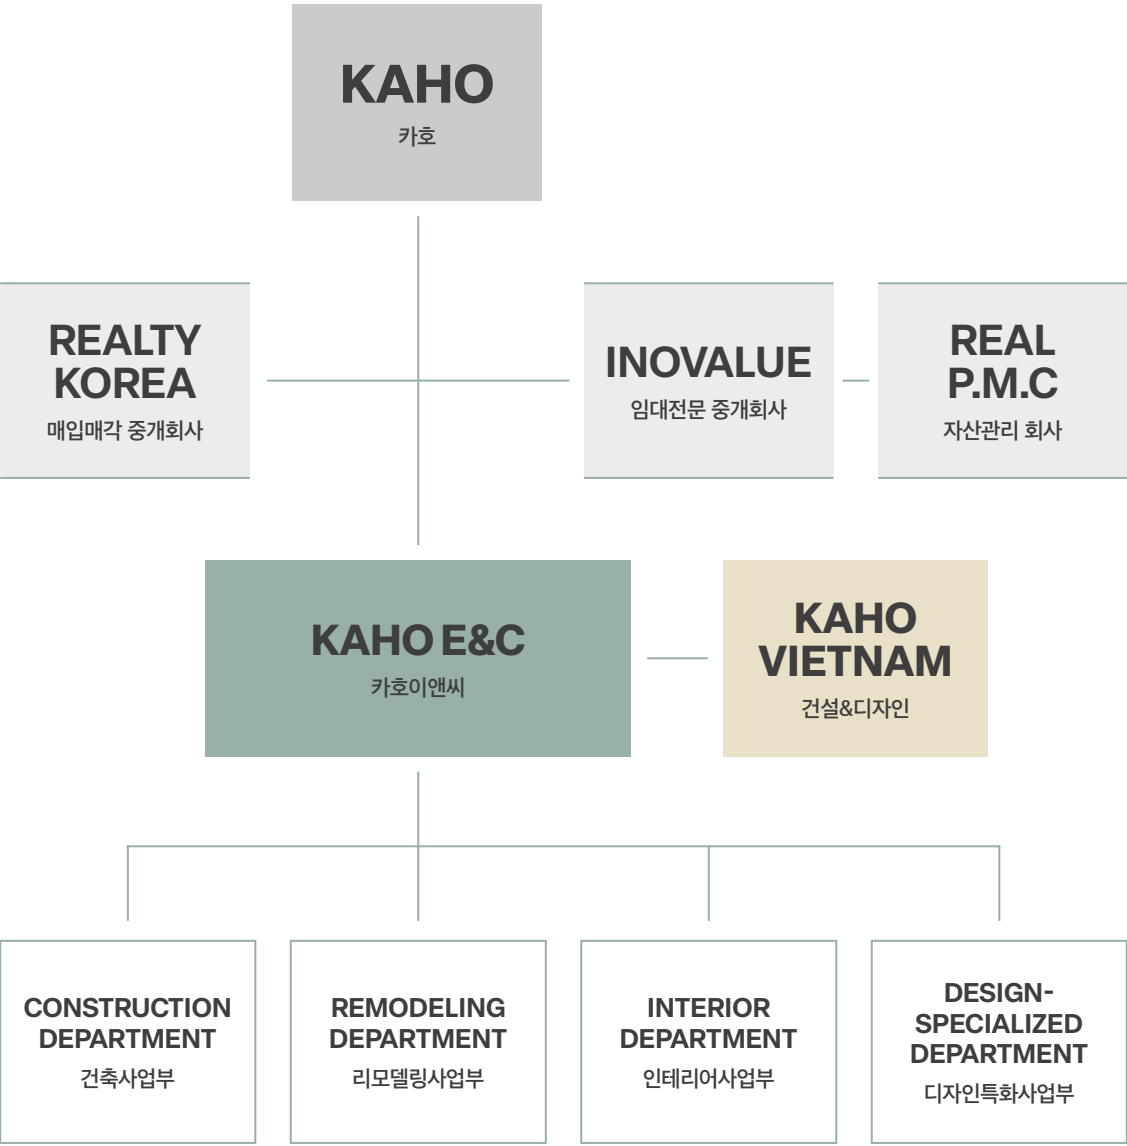 KAHO
카호
REALTY
KOREA
매입매각 중개회사
INOVALUE
임대전문 중개회사
REAL
P.M.C
자산관리 회사
KAHO E&C
카호이앤씨
KAHO
VIETNAM
건설&디자인
CONSTRUCTION
DEPARTMENT
건축사업부
REMODELING
DEPARTMENT
리모델링사업부
INTERIOR
DEPARTMENT
인테리어사업부
DESIGN-
SPECIALIZED
DEPARTMENT
디자인특화사업부